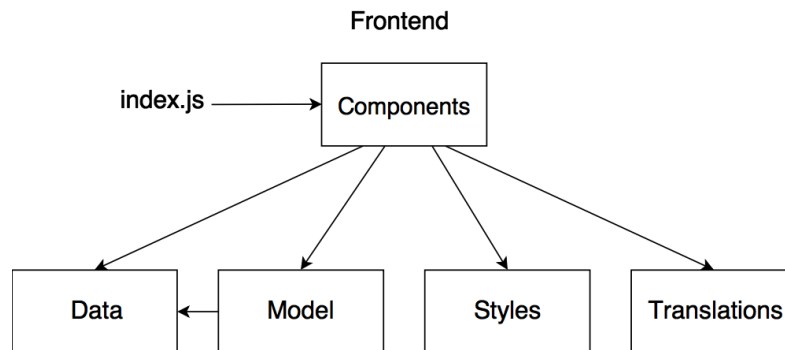 Frontend
index.js
Components
Data
Model
Styles
Translations